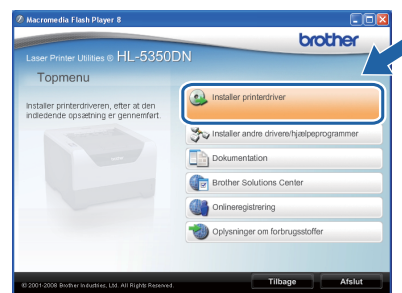 Macromedia Flash Player 8
brother
Laser Printer Utilities © HL-5350DN
Topmenu
Installer printerdriveren, efter at den
indledende opsætning er gennemført.
Installer printerdriver
Installer andre drivere/hjælpeprogrammer
Dokumentation
Brother Solutions Center
Onlineregistrering
Oplysninger om forbrugsstoffer
© 2001-2008 Brother Industries, Ltd. All Rights Reserved.
Tilbage
Afslut